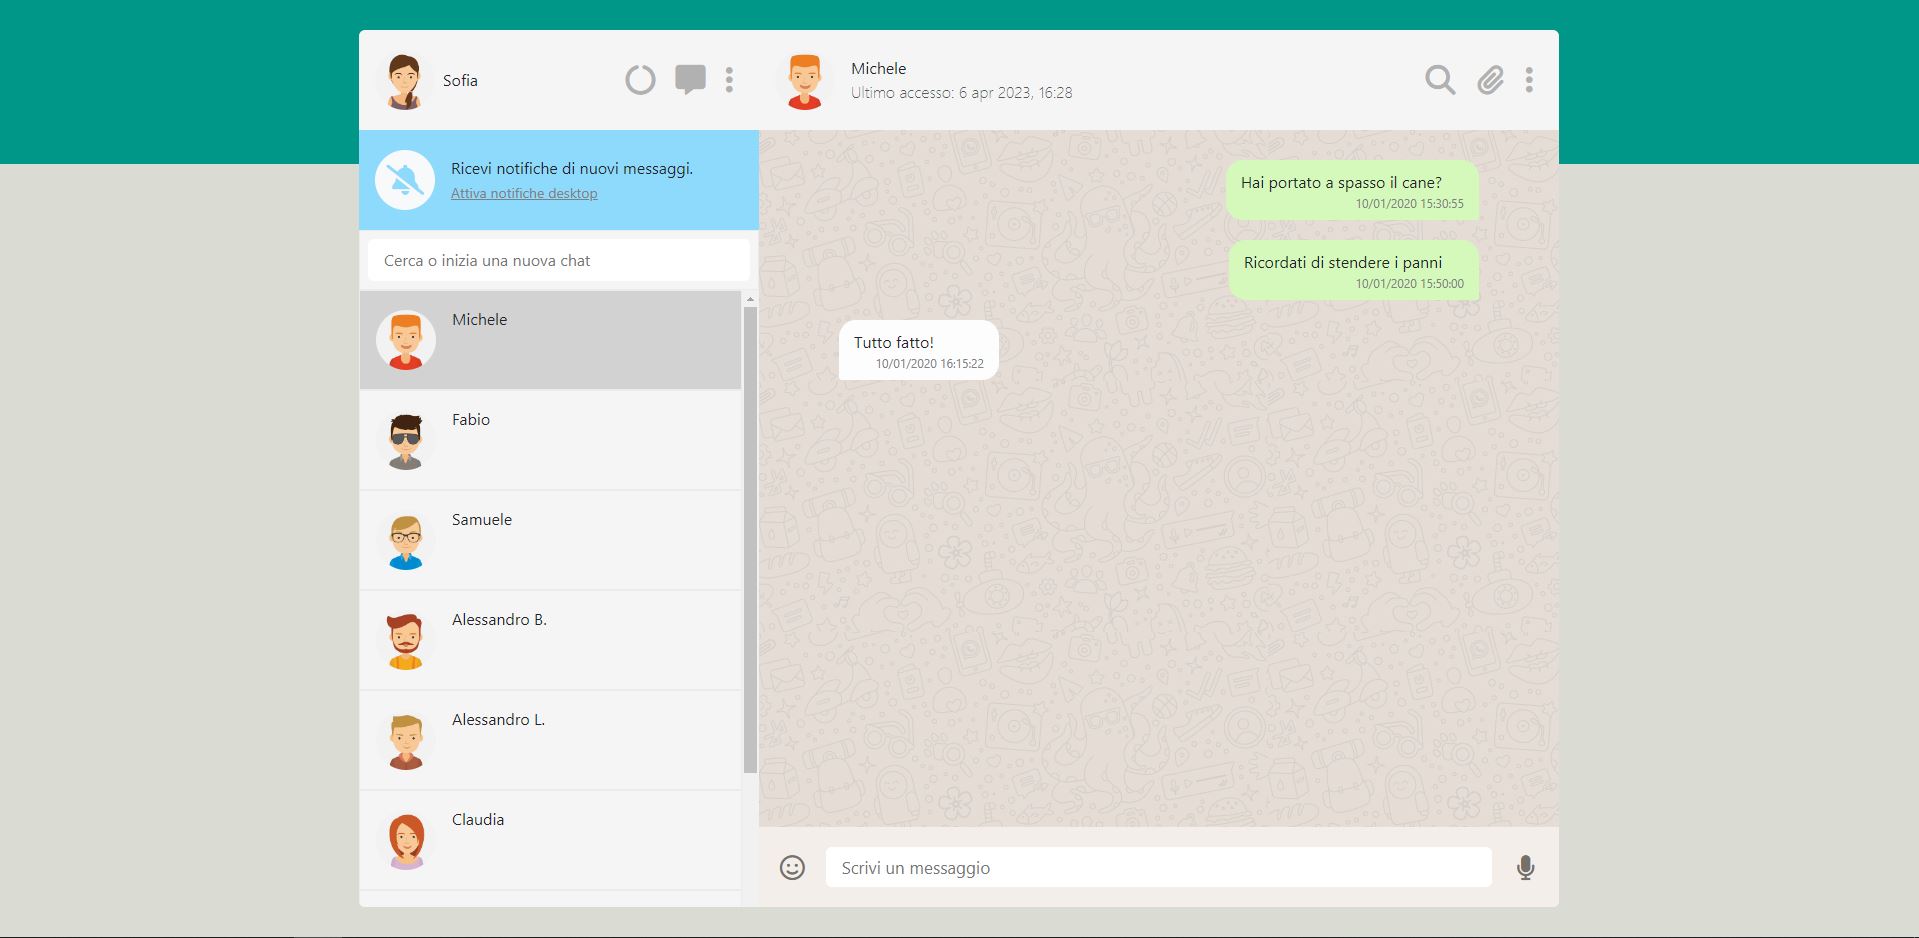 Sofia
Michele
Ultimo accesso: 6 apr 2023, 16:28
Ricevi notifiche di nuovi messaggi.
Attiva notifiche desktop
Cerca o inizia una nuova chat
Michele
Fabio
Samuele
Alessandro B.
Alessandro L.
Claudia
Hai portato a spasso il cane?
10/01/2020 15:30:55
Ricordati di stendere i panni
10/01/2020 15:50:00
Tutto fatto!
10/01/2020 16:15:22
Scrivi un messaggio